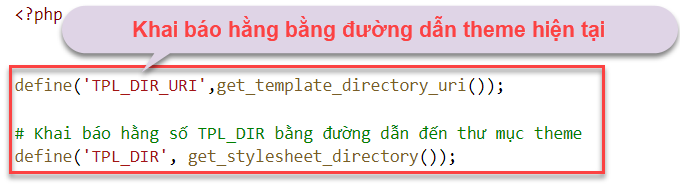 <?php
Khai báo hằng bằng đường dẫn theme hiện tại
define('TPL_DIR_URI',get_template_directory_uri());
# Khai báo hằng số TPL_DIR bằng đường dẫn đến thư mục theme
define('TPL_DIR', get_stylesheet_directory());